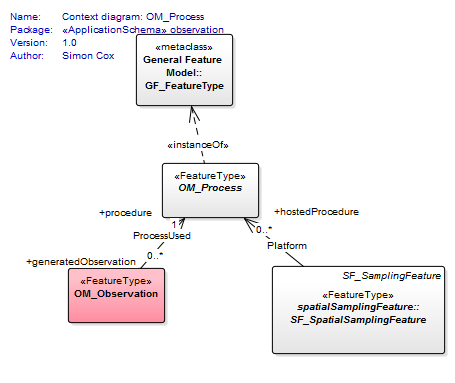 Name: Context diagram: OM_Process
Package: «ApplicationSchema» observation
Version: 1.0
Author: Simon Cox
«metaclass»
General Feature
Model::
GF_FeatureType
«instanceOf»
«FeatureType»
OM_Process
+procedure
+hostedProcedure
1
0..*
ProcessUsed
Platform
0..*
+generatedObservation
«FeatureType»
OM_Observation
SF_SamplingFeature
«FeatureType»
spatialSamplingFeature::
SF_SpatialSamplingFeature